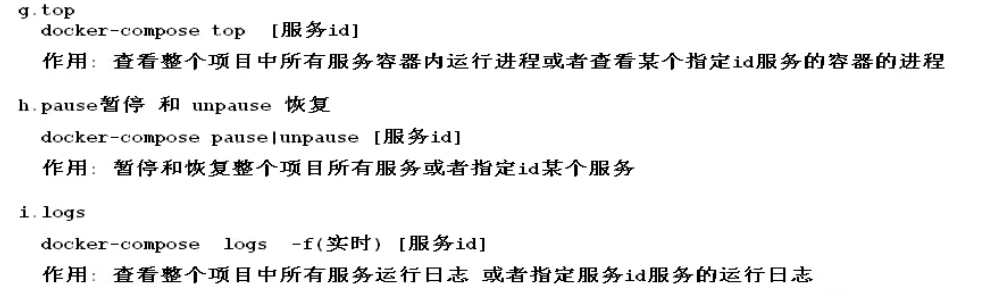 g.top
docker-compose top [服务id]
作用: 查看整个项目中所有服务容器内运行进程或者查看某个指定id服务的容器的进程
h.pause暂停 和 unpause 恢复
docker-compose pause|unpause [服务id]
作用: 暂停和恢复整个项目所有服务或者指定id某个服务
i.logs
docker-compose logs -f(实时) [服务id]
作用: 查看整个项目中所有服务运行日志 或者指定服务id服务的运行日志